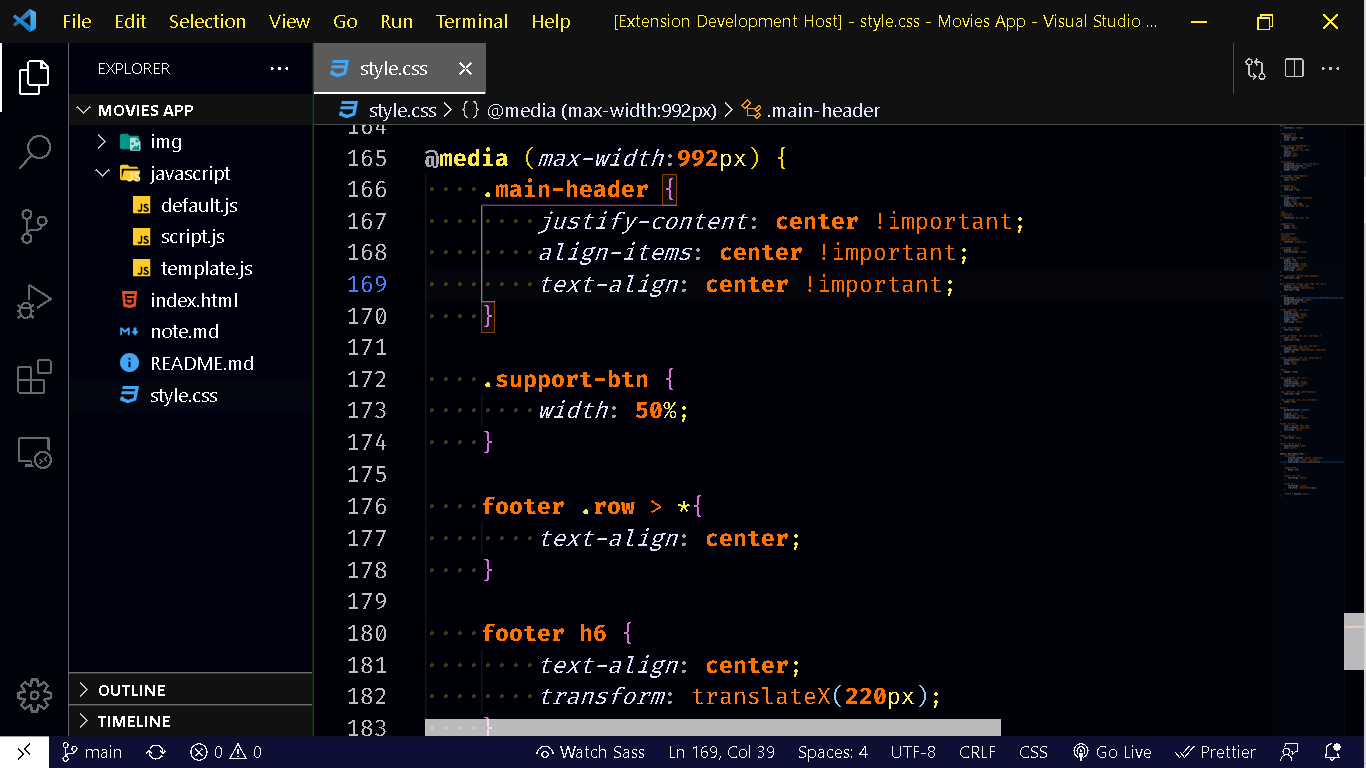 File Edit Selection View Go Run Terminal Help [Extension Development Host] - style.css - Movies App - Visual Studio ...
EXPLORER
style.css
MOVIES APP
style.css > {} @media (max-width:992px) > .main-header
img
javascript
default.js
script.js
template.js
index.html
note.md
README.md
style.css
OUTLINE
TIMELINE
164
165 @media (max-width:992px) {
166 .main-header {
167 justify-content: center !important;
168 align-items: center !important;
169 text-align: center !important;
170 }
171
172 .support-btn {
173 width: 50%;
174 }
175
176 footer .row > *{
177 text-align: center;
178 }
179
180 footer h6 {
181 text-align: center;
182 transform: translateX(220px);
183 }
main 0 0 Watch Sass Ln 169, Col 39 Spaces: 4 UTF-8 CRLF CSS Go Live Prettier